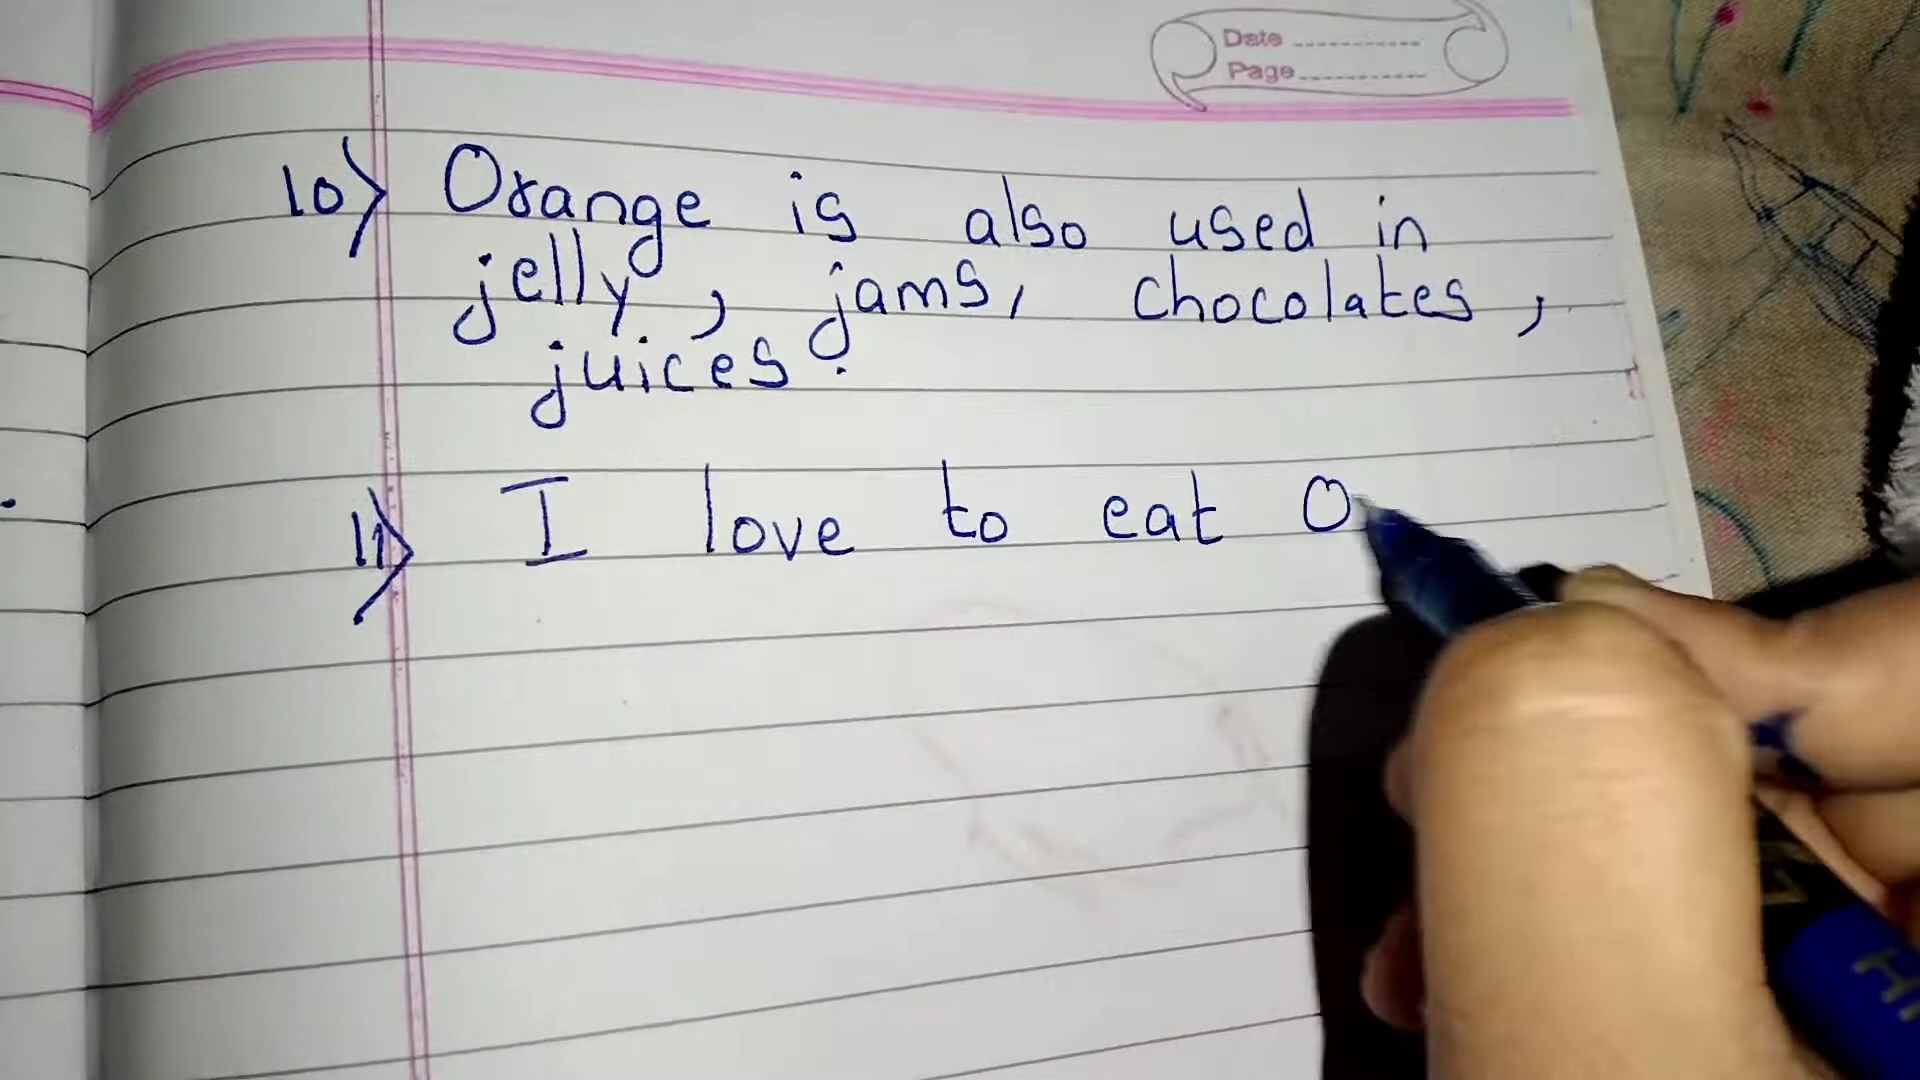 Date
Page
10) Orange is also used in
jelly, jams, chocolates,
juices.
11) I love to eat O